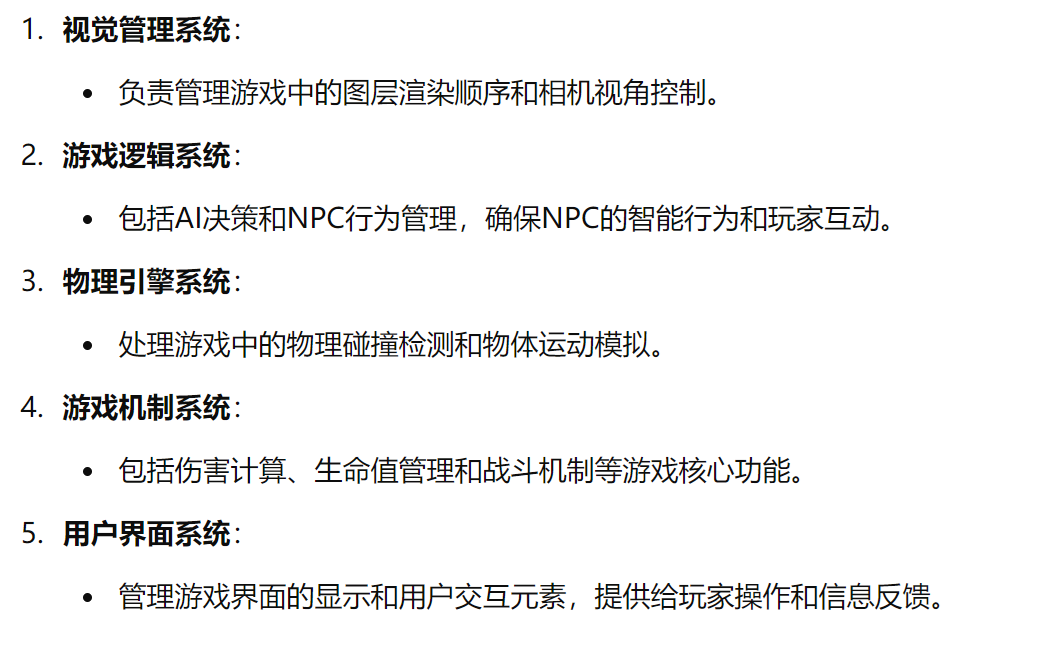 1. 视觉管理系统：
• 负责管理游戏中的图层渲染顺序和相机视角控制。
2. 游戏逻辑系统：
• 包括AI决策和NPC行为管理，确保NPC的智能行为和玩家互动。
3. 物理引擎系统：
• 处理游戏中的物理碰撞检测和物体运动模拟。
4. 游戏机制系统：
• 包括伤害计算、生命值管理和战斗机制等游戏核心功能。
5. 用户界面系统：
• 管理游戏界面的显示和用户交互元素，提供给玩家操作和信息反馈。